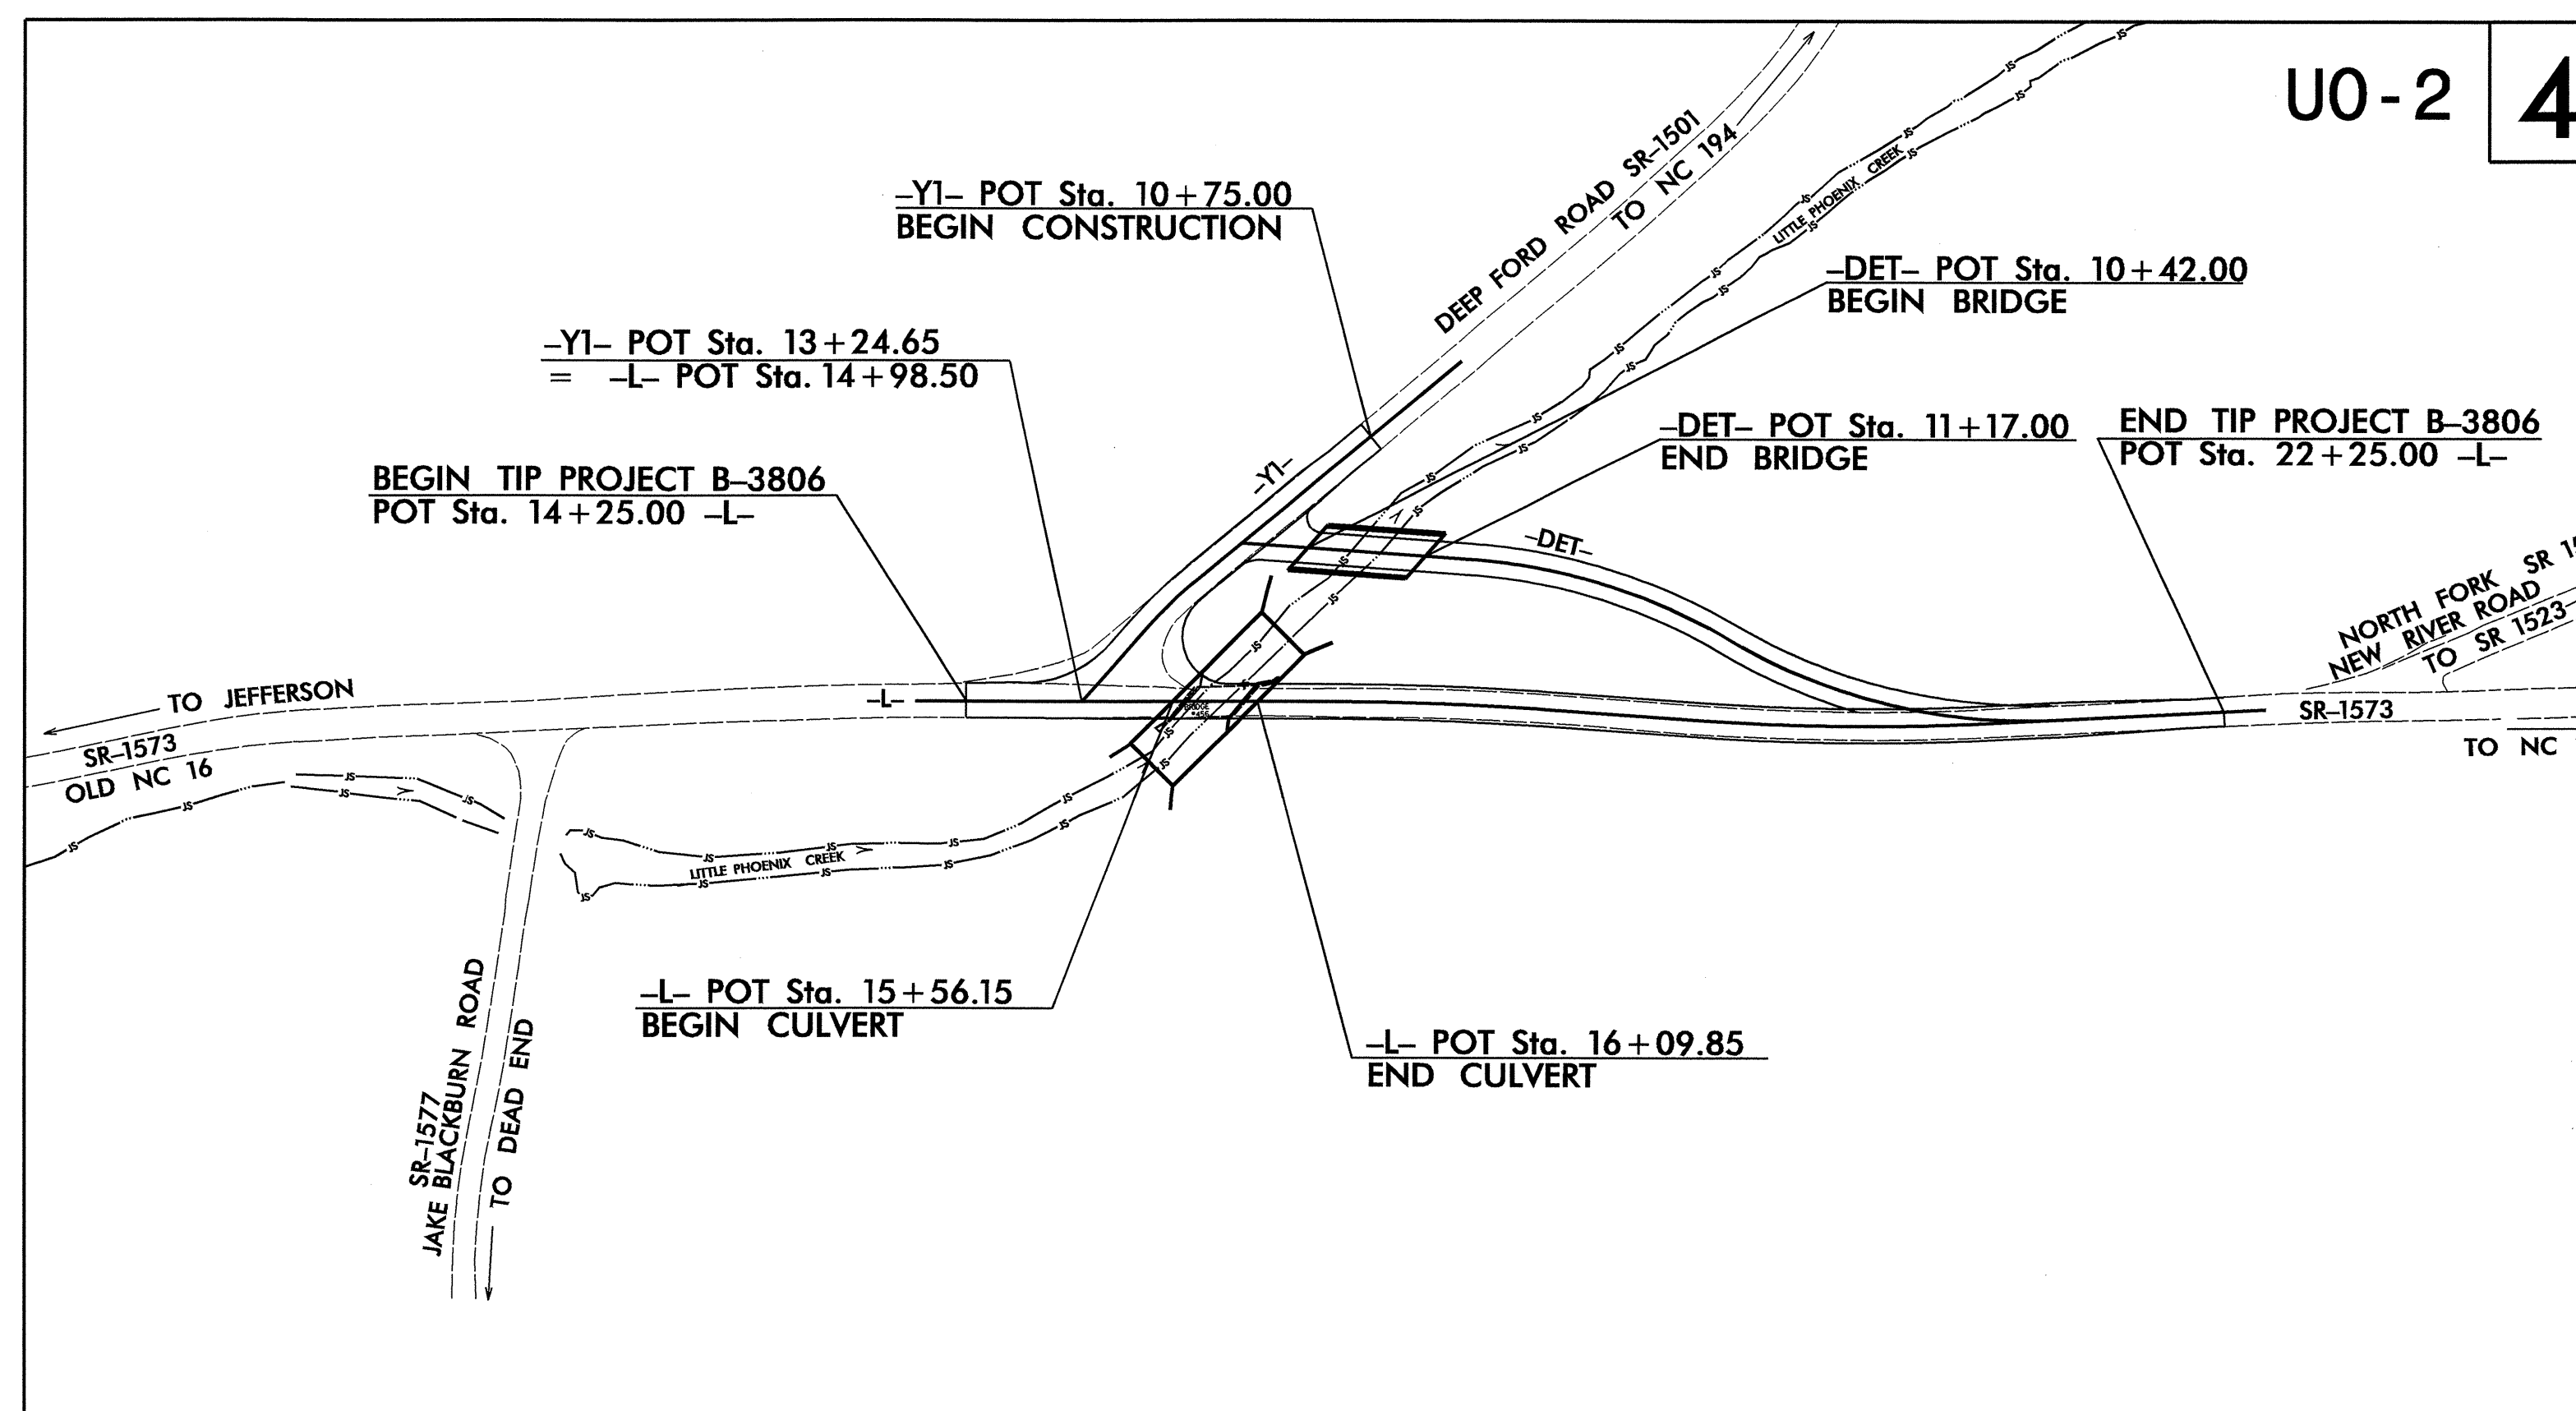 UO-2
4
DEEP FORD ROAD SR-1501
TO NC 194
LITTLE PHOENIX CREEK
-Y1- POT Sta. 10+75.00
BEGIN CONSTRUCTION
-DET- POT Sta. 10+42.00
BEGIN BRIDGE
-Y1- POT Sta. 13+24.65
= -L- POT Sta. 14+98.50
-DET- POT Sta. 11+17.00
END BRIDGE
END TIP PROJECT B-3806
POT Sta. 22+25.00 -L-
BEGIN TIP PROJECT B-3806
POT Sta. 14+25.00 -L-
-Y1-
-DET-
NORTH FORK SR
NEW RIVER ROAD
TO SR 1523
TO JEFFERSON
-L-
BRIDGE
SR-1573
TO NC
SR-1573
OLD NC 16
LITTLE PHOENIX CREEK
-L- POT Sta. 15+56.15
BEGIN CULVERT
-L- POT Sta. 16+09.85
END CULVERT
SR-1577
JAKE BLACKBURN ROAD
TO DEAD END